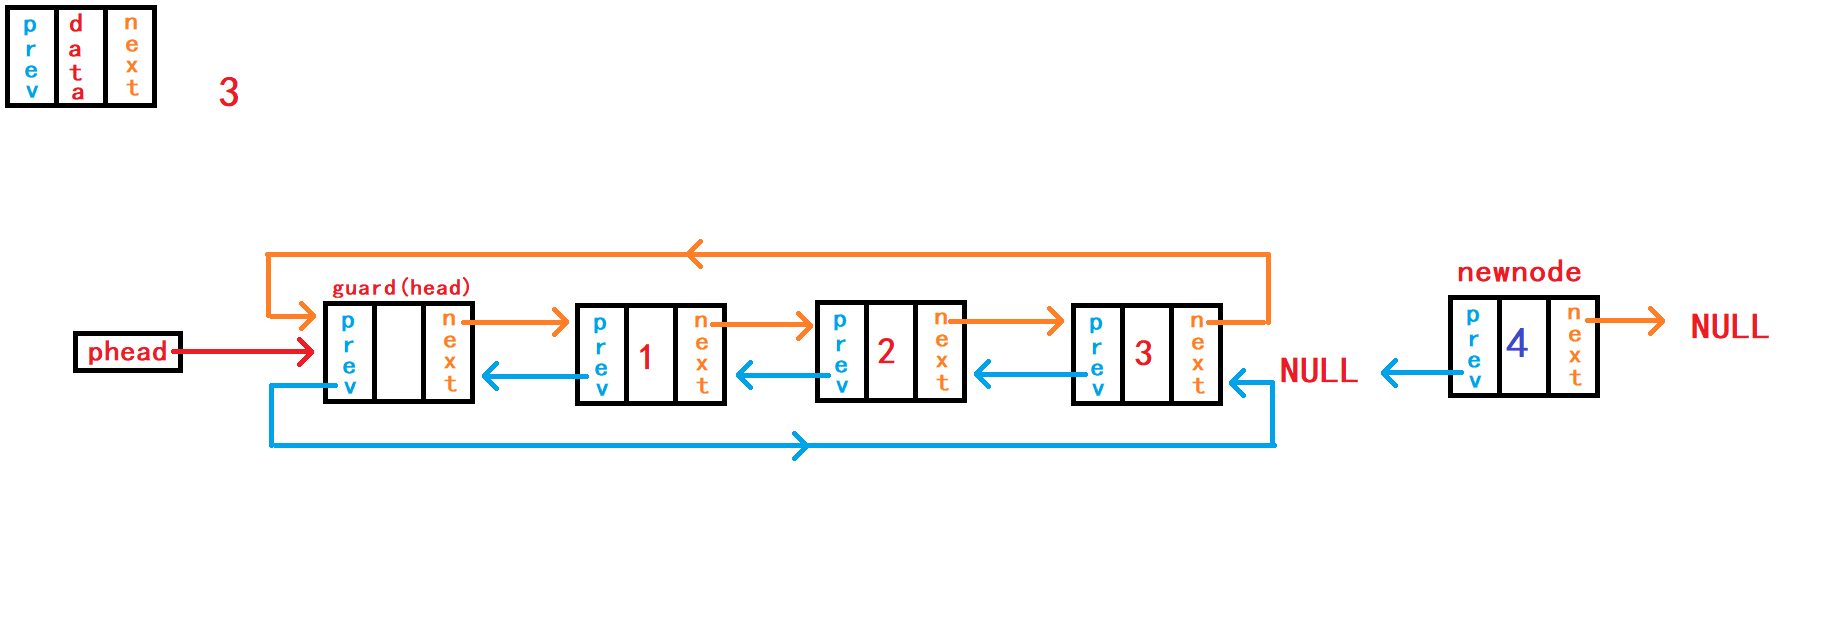 prev data next
3
guard(head)
newnode
phead
prev next
prev 1 next
prev 2 next
prev 3 next
NULL
prev 4 next
NULL